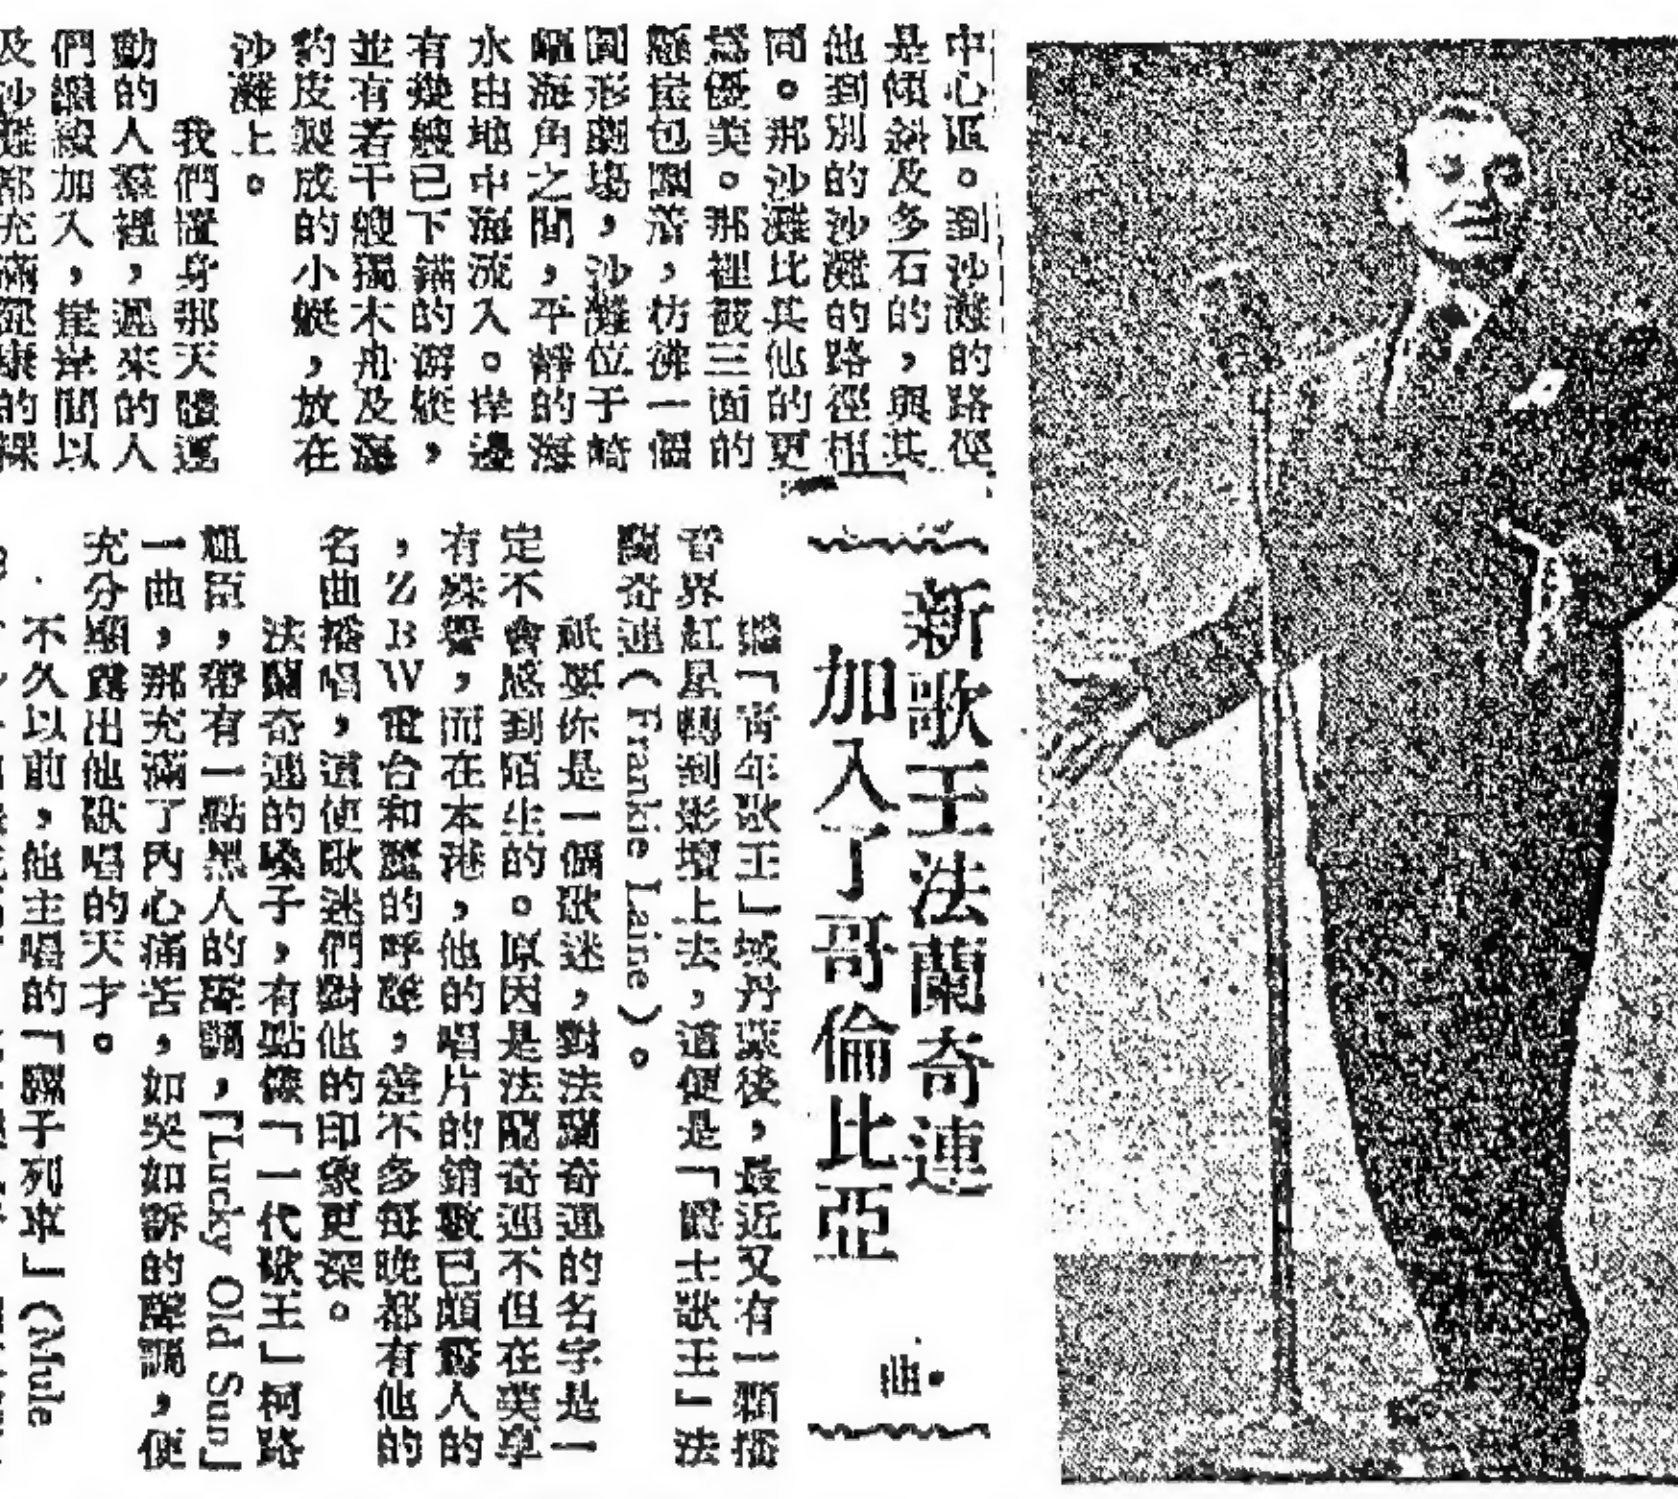 中心區。到沙灘的路徑
是傾斜及多石的,與其
他到別的沙灘的路徑相
同。那沙灘比其他的更
為優美。那裡被三面的
懸崖包圍着,彷彿一個
圓形劇場,沙灘位于崎
嶇海角之間,平靜的海
水由地中海流入。岸邊
有幾艘已下錨的游艇,
並有若干艘獨木舟及海
豹皮製成的小艇,放在
沙灘上。
我們置身那天體運
動的人羣裡,邇來的人
們繼續加入,崖岸間以
及沙灘都充滿健康的裸
新歌王法蘭奇連
加入了哥倫比亞
繼「青年歌王」域丹蒙後,最近又有一顆播
音界紅星轉到影壇上去,這便是「爵士歌王」法
蘭奇連(Frankie Laine)。
祇要你是一個歌迷,對法蘭奇連的名字是一
定不會感到陌生的。原因是法蘭奇連不但在美享
有殊譽,而在本港,他的唱片的銷數已頗驚人的
,ZBW電台和麗的呼聲,差不多每晚都有他的
名曲播唱,這使歌迷們對他的印象更深。
法蘭奇連的嗓子,有點像「一代歌王」柯路
臣,帶有一點黑人的聲調,「Lucky Old Sun」
一曲,那充滿了內心痛苦,如哭如訴的聲調,使
充分顯露出他歌唱的天才。
不久以前,他主唱的「騾子列車」(Mule